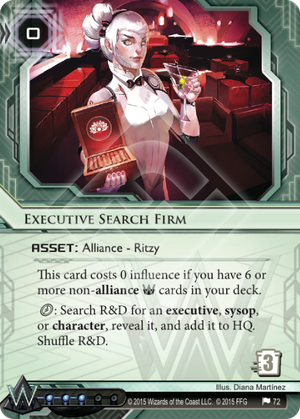 0
EXECUTIVE SEARCH FIRM
ASSET: Alliance - Ritzy
This card costs 0 influence if you have 6 or
more non-alliance cards in your deck.
: Search R&D for an executive, sysop,
or character, reveal it, and add it to HQ.
Shuffle R&D.
3
Illus. Diana Martínez
© 2015 Wizards of the Coast LLC. © 2015 FFG 72